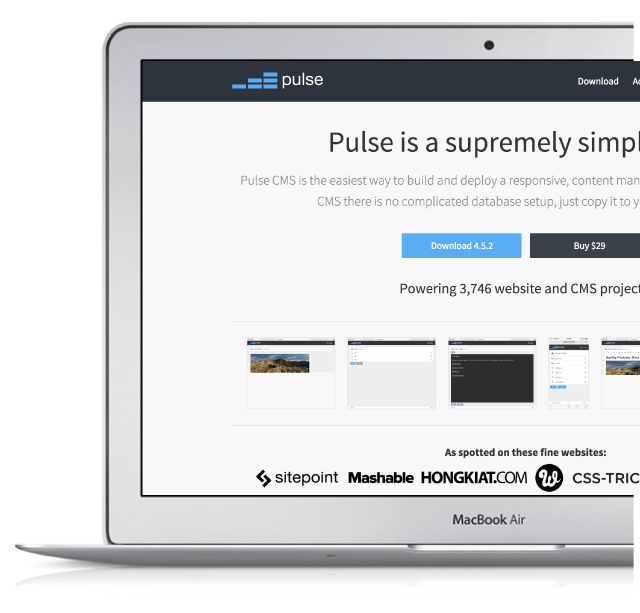 pulse
Download
Pulse is a supremely simpl
Pulse CMS is the easiest way to build and deploy a responsive, content man
CMS there is no complicated database setup, just copy it to y
Download 4.5.2
Buy $29
Powering 3,746 website and CMS project
As spotted on these fine websites:
sitepoint
Mashable
HONGKIAT.COM
W
CSS-TRIC
MacBook Air